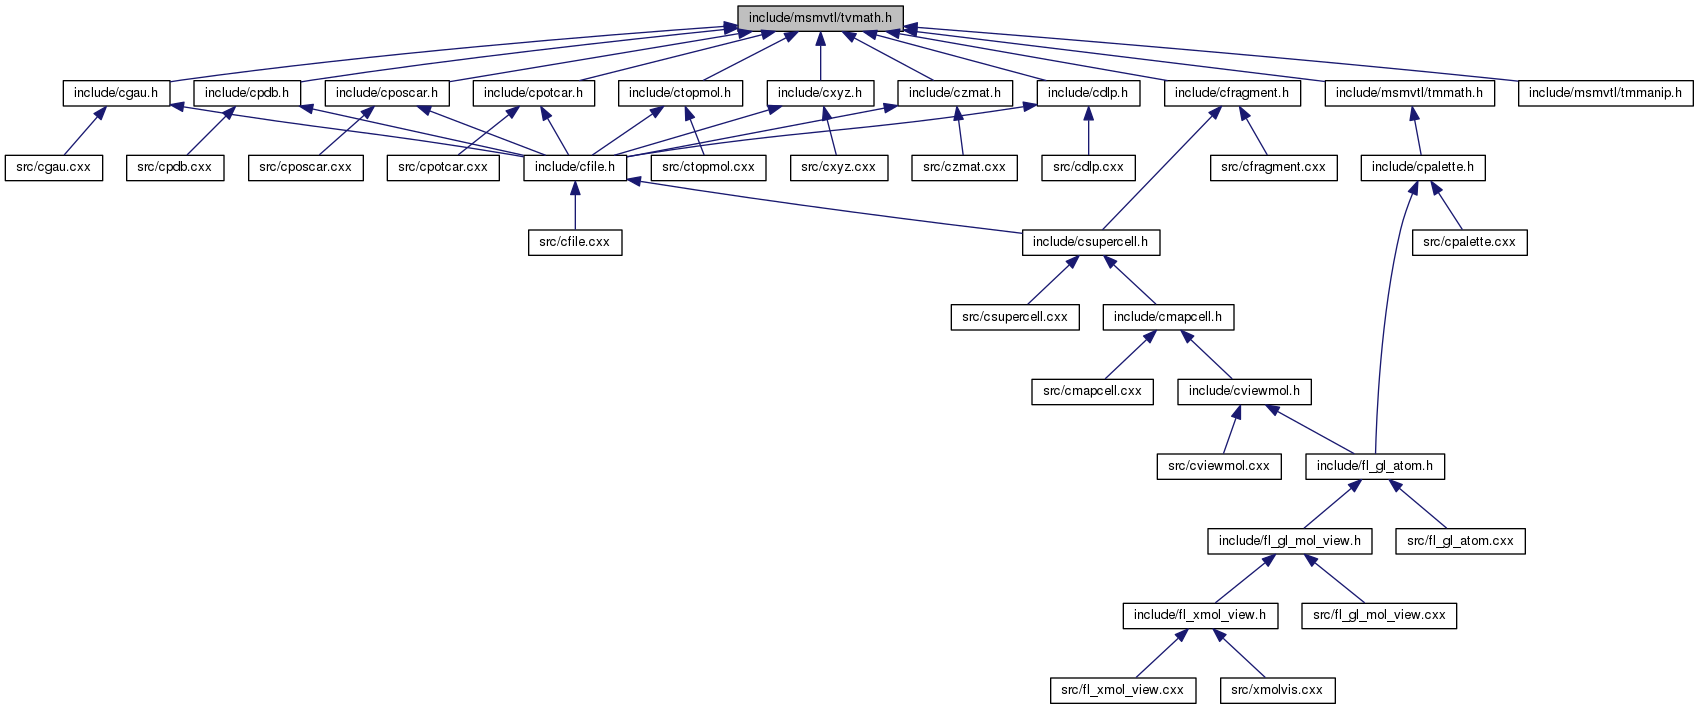 include/msmvtl/tvmath.h
include/cgau.h
include/cpdb.h
include/cposcar.h
include/cpotcar.h
include/ctopmol.h
include/cxyz.h
include/czmat.h
include/cdlp.h
include/cfragment.h
include/msmvtl/tmmath.h
include/msmvtl/tmmanip.h
src/cgau.cxx
src/cpdb.cxx
src/cposcar.cxx
src/cpotcar.cxx
include/cfile.h
src/ctopmol.cxx
src/cxyz.cxx
src/czmat.cxx
src/cdlp.cxx
src/cfragment.cxx
include/cpalette.h
src/cfile.cxx
include/csupercell.h
src/cpalette.cxx
src/csupercell.cxx
include/cmapcell.h
src/cmapcell.cxx
include/cviewmol.h
src/cviewmol.cxx
include/fl_gl_atom.h
include/fl_gl_mol_view.h
src/fl_gl_atom.cxx
include/fl_xmol_view.h
src/fl_gl_mol_view.cxx
src/fl_xmol_view.cxx
src/xmolvis.cxx